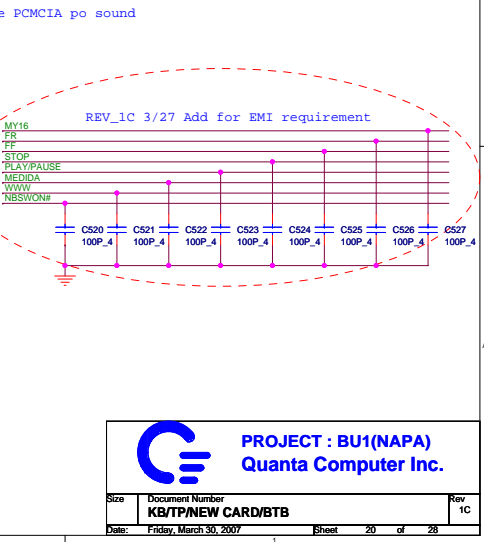 e PCMCIA po sound
REV_1C 3/27 Add for EMI requirement
MY16
FR
FF
STOP
PLAY/PAUSE
MEDIDA
WWW
NBSWON#
C520 C521 C522 C523 C524 C525 C526 C527
100P_4 100P_4 100P_4 100P_4 100P_4 100P_4 100P_4 100P_4
PROJECT : BU1(NAPA)
Quanta Computer Inc.
Size Document Number Rev
KB/TP/NEW CARD/BTB 1C
Date: Friday, March 30, 2007 Sheet 20 of 28
1